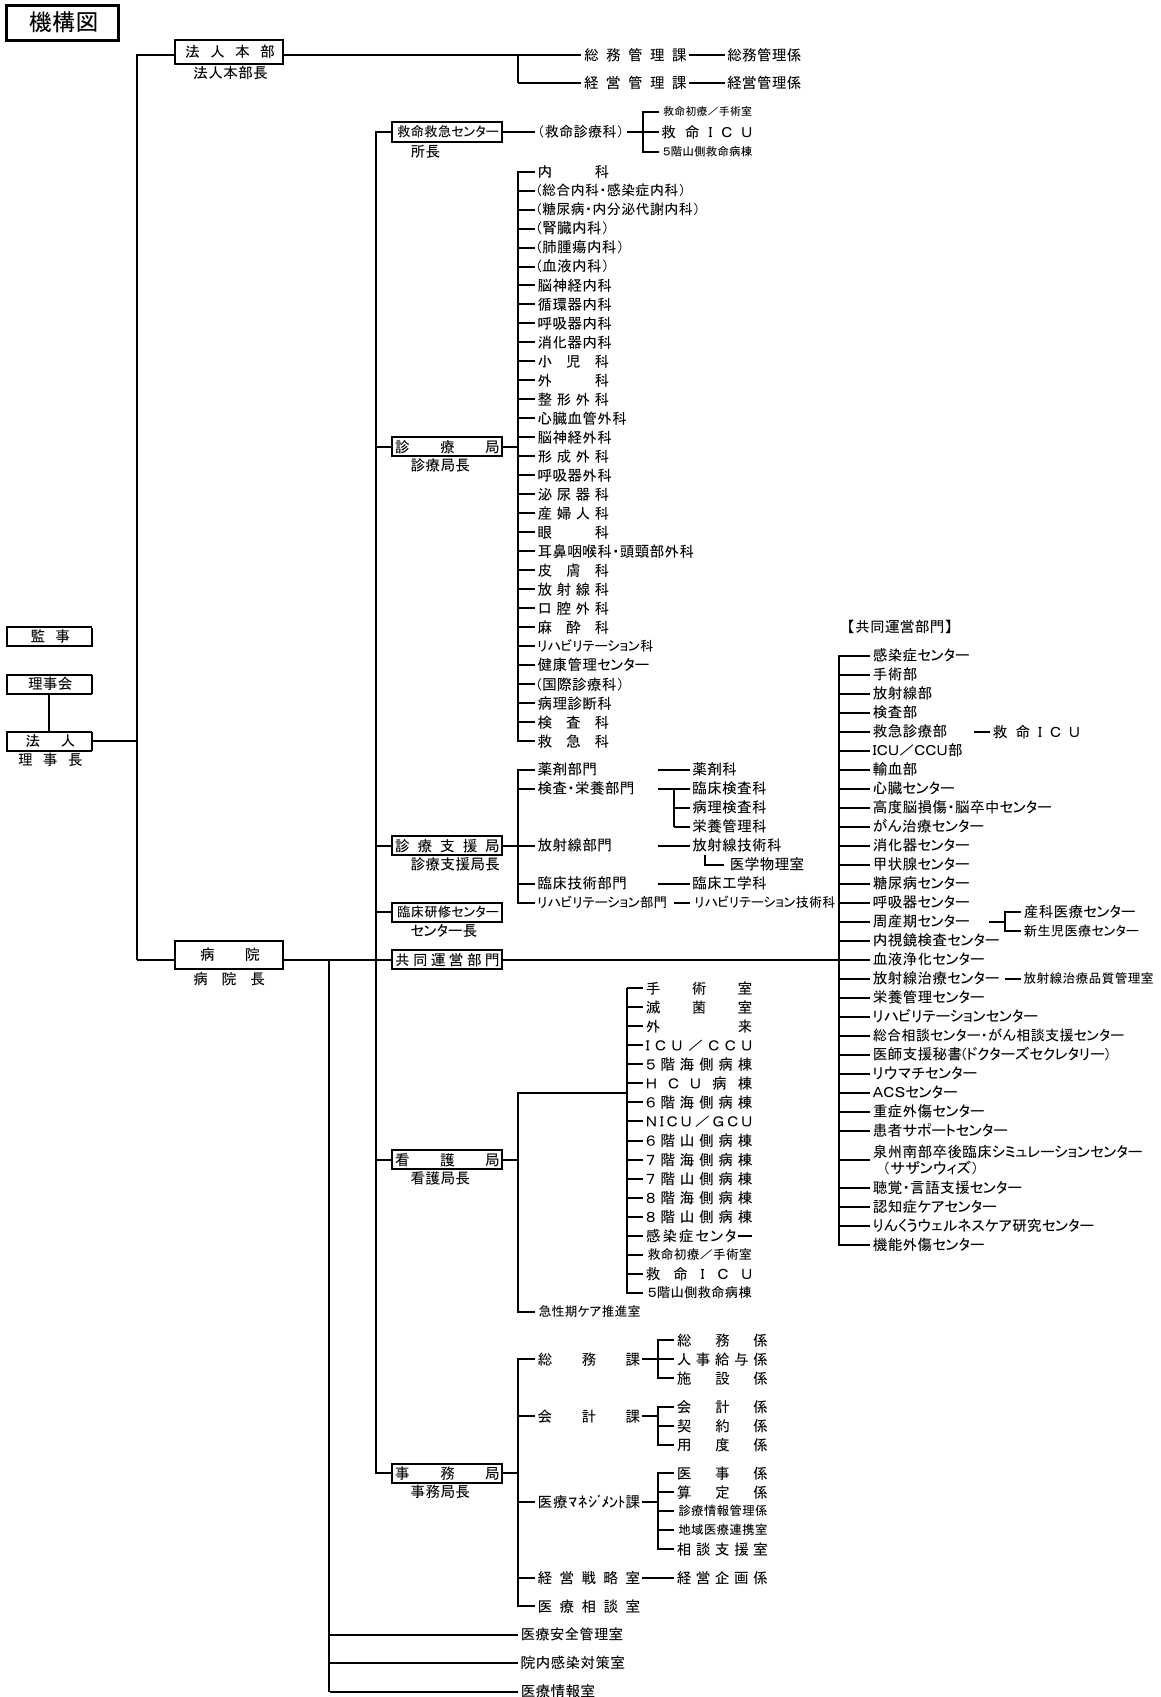 機構図
法人本部
法人本部長
総務管理課
総務管理係
経営管理課
経営管理係
救命救急センター
所長
(救命診療科)
救命初療／手術室
救命ＩＣＵ
5階山側救命病棟
内科
(総合内科・感染症内科)
(糖尿病・内分泌代謝内科)
(腎臓内科)
(肺腫瘍内科)
(血液内科)
脳神経内科
循環器内科
呼吸器内科
消化器内科
小児科
外科
整形外科
心臓血管外科
脳神経外科
診療局
診療局長
形成外科
呼吸器外科
泌尿器科
産婦人科
眼科
耳鼻咽喉科・頭頸部外科
皮膚科
放射線科
口腔外科
麻酔科
リハビリテーション科
健康管理センター
(国際診療科)
病理診断科
検査科
救急科
監事
理事会
法人
理事長
薬剤部門
薬剤科
検査・栄養部門
臨床検査科
病理検査科
栄養管理科
診療支援局
診療支援局長
放射線部門
放射線技術科
医学物理室
臨床技術部門
臨床工学科
リハビリテーション部門
リハビリテーション技術科
臨床研修センター
センター長
病院
病院長
共同運営部門
【共同運営部門】
感染症センター
手術部
放射線部
検査部
救急診療部
救命ＩＣＵ
ICU／CCU部
輸血部
心臓センター
高度脳損傷・脳卒中センター
がん治療センター
消化器センター
甲状腺センター
糖尿病センター
呼吸器センター
周産期センター
産科医療センター
新生児医療センター
内視鏡検査センター
血液浄化センター
放射線治療センター
放射線治療品質管理室
栄養管理センター
リハビリテーションセンター
総合相談センター・がん相談支援センター
医師支援秘書(ドクターズセクレタリー)
リウマチセンター
ACSセンター
重症外傷センター
患者サポートセンター
泉州南部卒後臨床シミュレーションセンター
（サザンウィズ）
聴覚・言語支援センター
認知症ケアセンター
りんくうウェルネスケア研究センター
機能外傷センター
手術室
滅菌室
外来
ＩＣＵ／ＣＣＵ
５階海側病棟
ＨＣＵ病棟
６階海側病棟
NICU／GCU
６階山側病棟
看護局
看護局長
７階海側病棟
７階山側病棟
８階海側病棟
８階山側病棟
感染症センター
救命初療／手術室
救命ＩＣＵ
5階山側救命病棟
急性期ケア推進室
総務課
総務係
人事給与係
施設係
会計課
会計係
契約係
用度係
事務局
事務局長
医療マネジメント課
医事係
算定係
診療情報管理係
地域医療連携室
相談支援室
経営戦略室
経営企画係
医療相談室
医療安全管理室
院内感染対策室
医療情報室